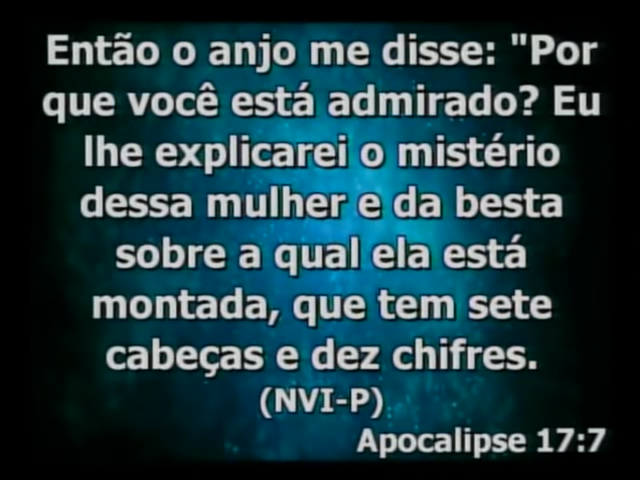 Então o anjo me disse: "Por
que você está admirado? Eu
lhe explicarei o mistério
dessa mulher e da besta
sobre a qual ela está
montada, que tem sete
cabeças e dez chifres.
(NVI-P)
Apocalipse 17:7